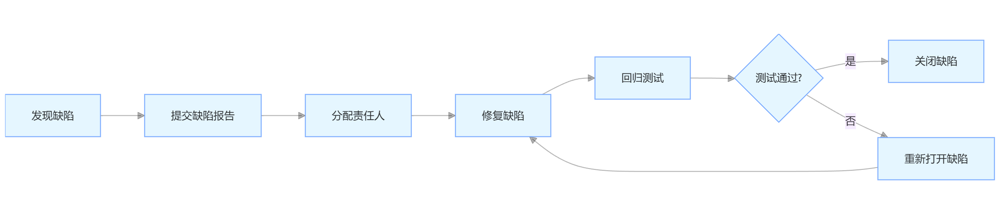 发现缺陷
提交缺陷报告
分配责任人
修复缺陷
回归测试
测试通过?
是
关闭缺陷
否
重新打开缺陷